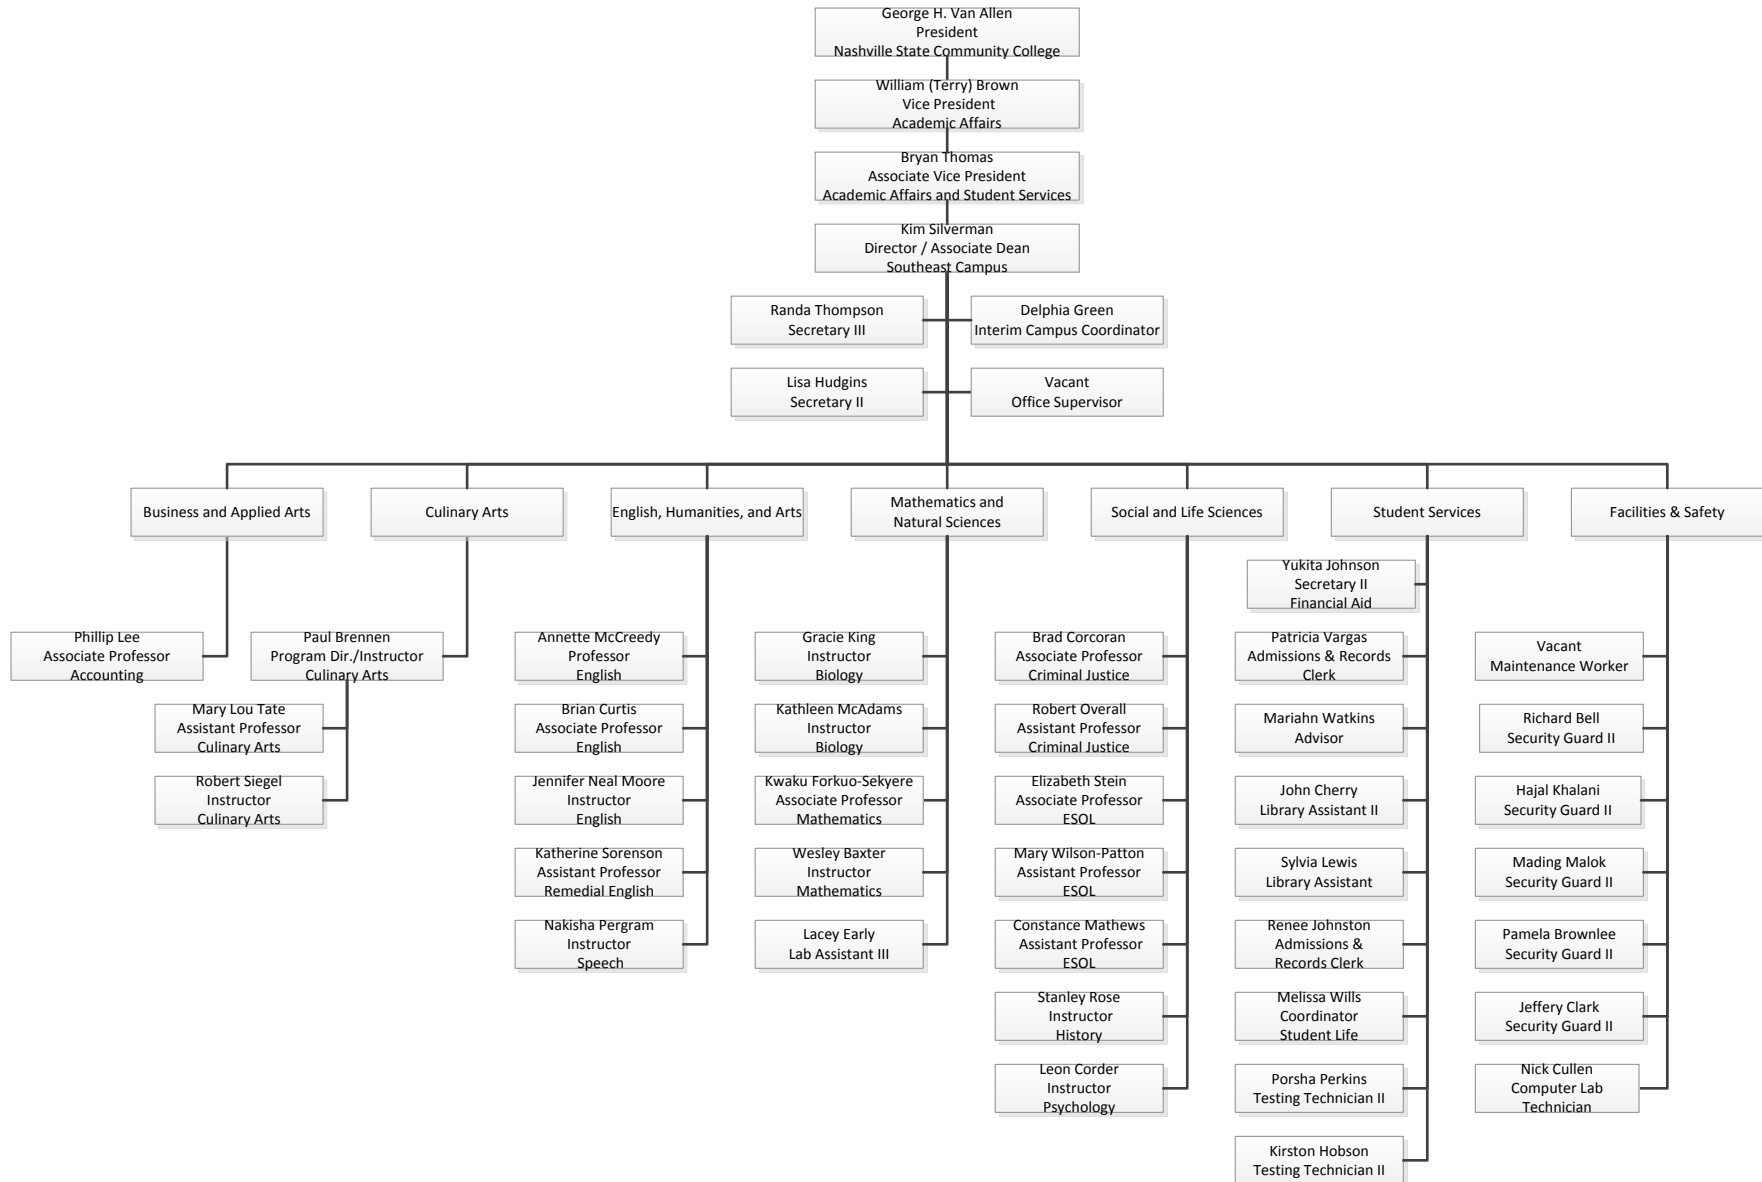 George H. Van Allen
President
Nashville State Community College
William (Terry) Brown
Vice President
Academic Affairs
Bryan Thomas
Associate Vice President
Academic Affairs and Student Services
Kim Silverman
Director / Associate Dean
Southeast Campus
Randa Thompson
Secretary III
Delphia Green
Interim Campus Coordinator
Lisa Hudgins
Secretary II
Vacant
Office Supervisor
Business and Applied Arts
Culinary Arts
English, Humanities, and Arts
Mathematics and
Natural Sciences
Social and Life Sciences
Student Services
Facilities & Safety
Phillip Lee
Associate Professor
Accounting
Paul Brennen
Program Dir./Instructor
Culinary Arts
Mary Lou Tate
Assistant Professor
Culinary Arts
Robert Siegel
Instructor
Culinary Arts
Annette McCreedy
Professor
English
Brian Curtis
Associate Professor
English
Jennifer Neal Moore
Instructor
English
Katherine Sorenson
Assistant Professor
Remedial English
Nakisha Pergram
Instructor
Speech
Gracie King
Instructor
Biology
Kathleen McAdams
Instructor
Biology
Kwaku Forkuo-Sekyere
Associate Professor
Mathematics
Wesley Baxter
Instructor
Mathematics
Lacey Early
Lab Assistant III
Brad Corcoran
Associate Professor
Criminal Justice
Robert Overall
Assistant Professor
Criminal Justice
Elizabeth Stein
Associate Professor
ESOL
Mary Wilson-Patton
Assistant Professor
ESOL
Constance Mathews
Assistant Professor
ESOL
Stanley Rose
Instructor
History
Leon Corder
Instructor
Psychology
Yukita Johnson
Secretary II
Financial Aid
Patricia Vargas
Admissions & Records
Clerk
Mariahn Watkins
Advisor
John Cherry
Library Assistant II
Sylvia Lewis
Library Assistant
Renee Johnston
Admissions &
Records Clerk
Melissa Wills
Coordinator
Student Life
Porsha Perkins
Testing Technician II
Kirston Hobson
Testing Technician II
Vacant
Maintenance Worker
Richard Bell
Security Guard II
Hajal Khalani
Security Guard II
Mading Malok
Security Guard II
Pamela Brownlee
Security Guard II
Jeffery Clark
Security Guard II
Nick Cullen
Computer Lab
Technician